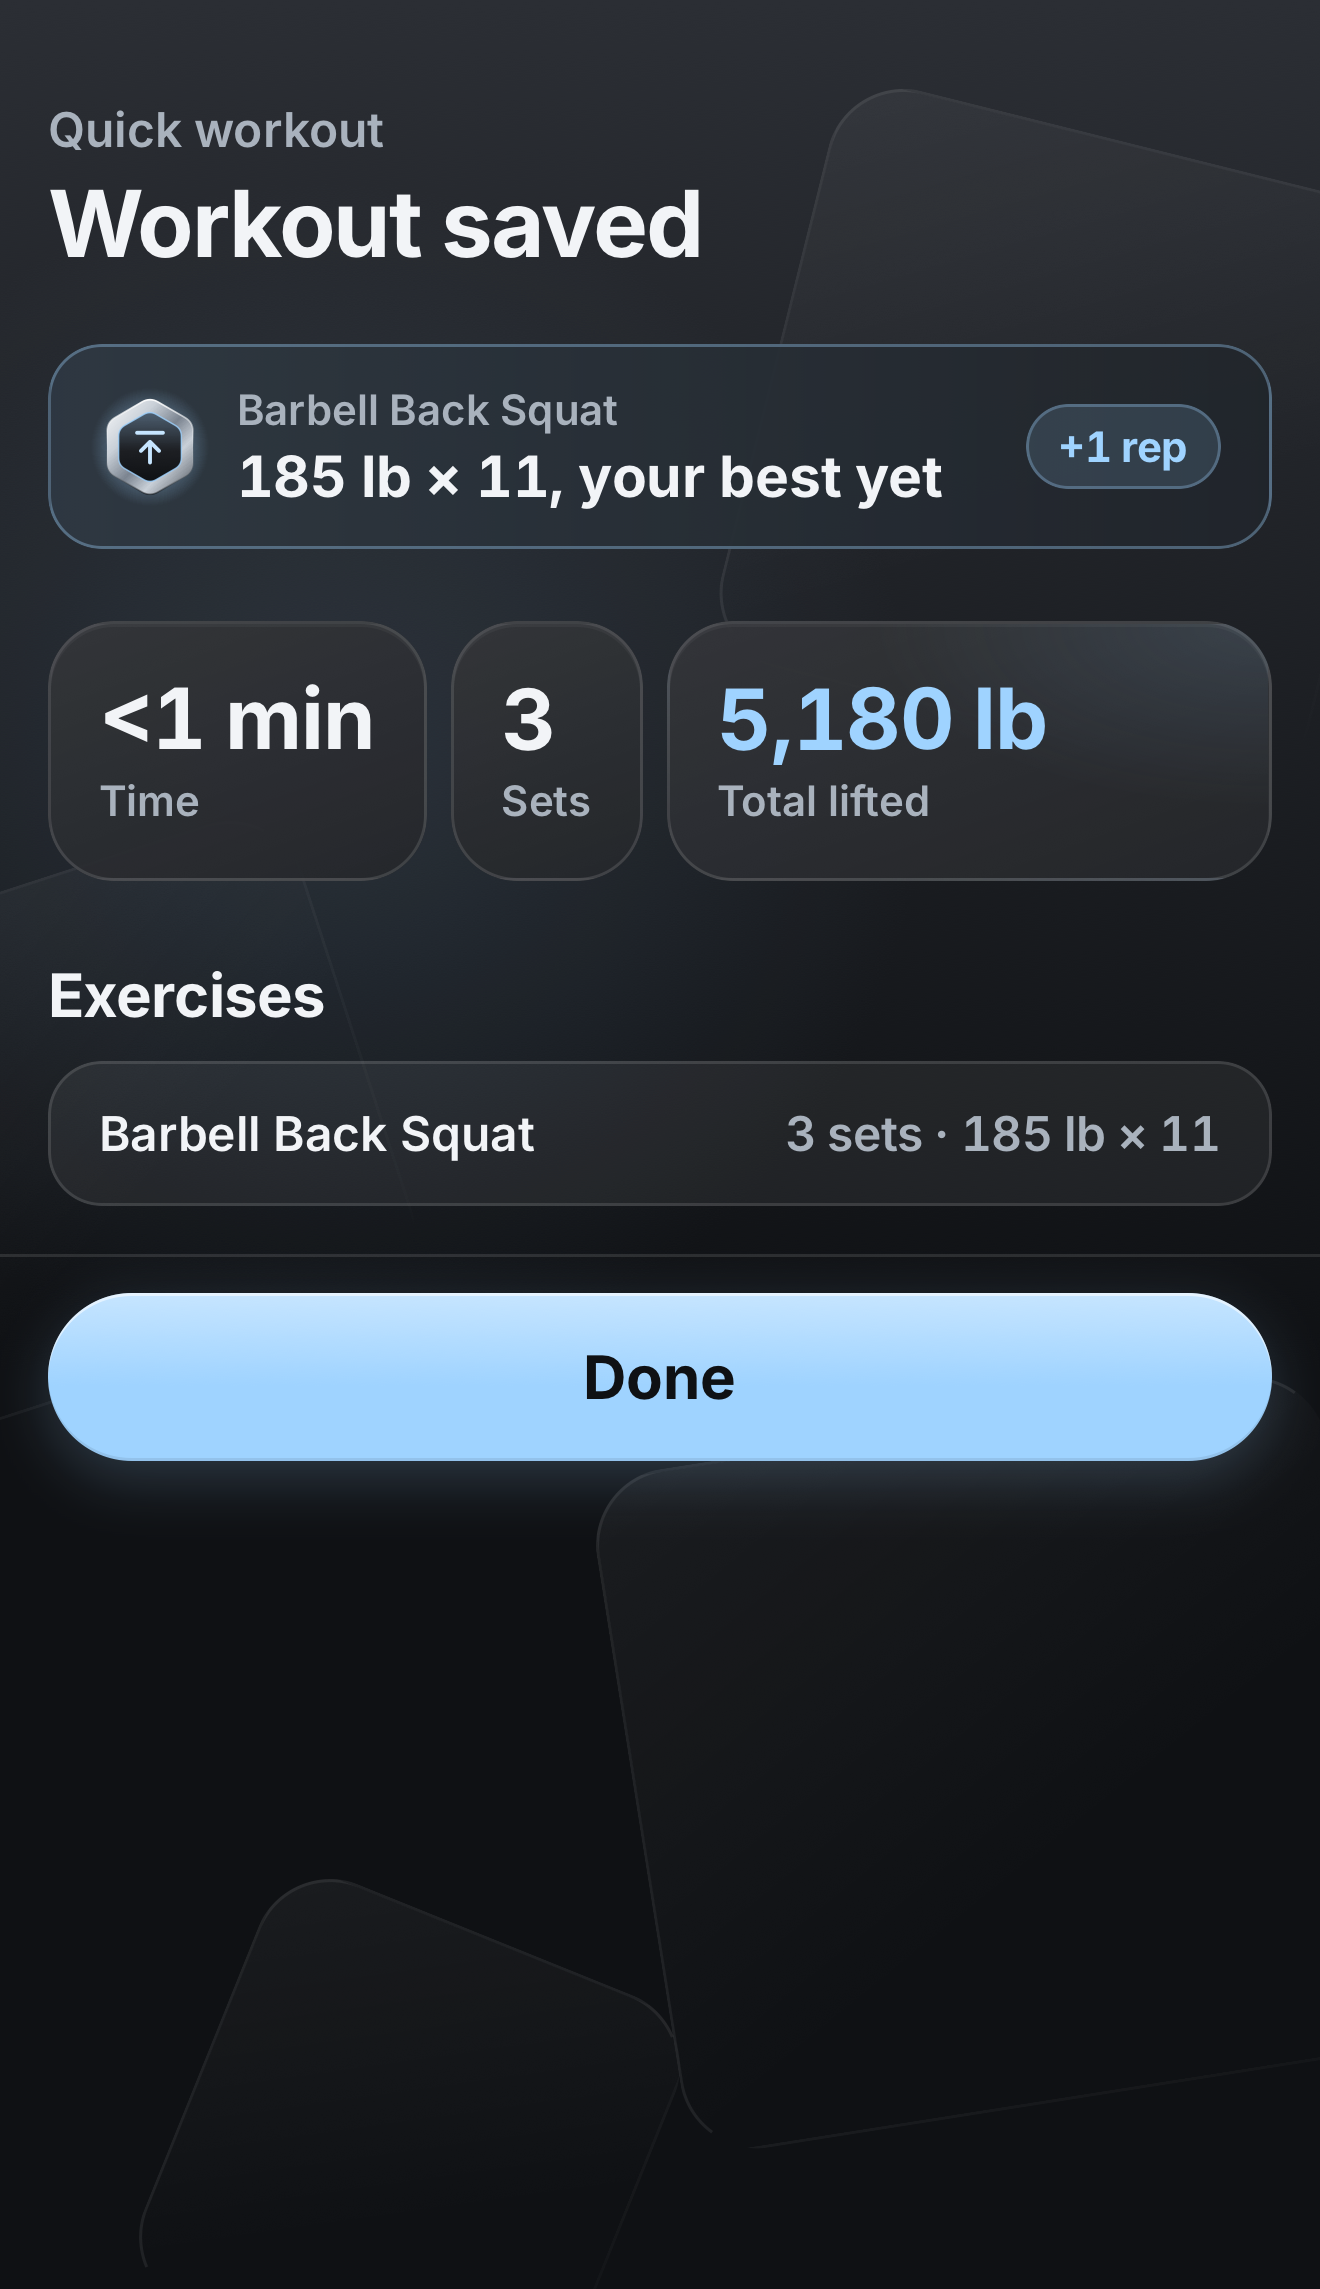 Quick workout
Workout saved
Barbell Back Squat
185 lb × 11, your best yet
+1 rep
<1 min
Time
3
Sets
5,180 lb
Total lifted
Exercises
Barbell Back Squat
3 sets · 185 lb × 11
Done